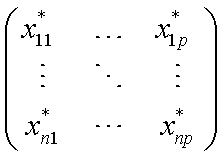 ( x*₁₁ … x*₁ₚ )
⋮ ⋱ ⋮
x*ₙ₁ ⋯ x*ₙₚ